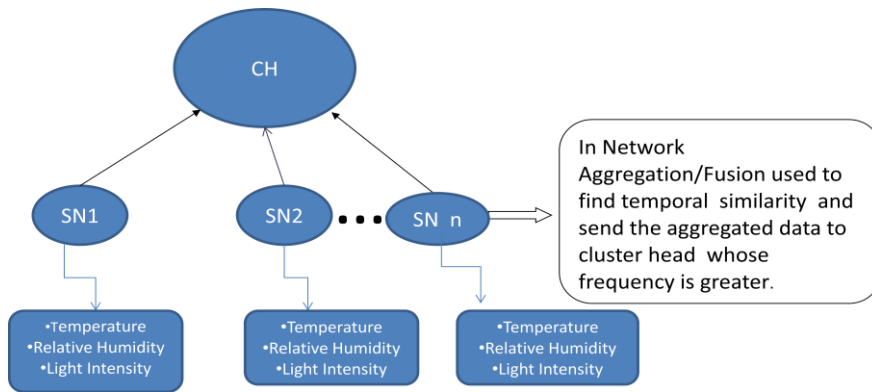 CH
SN1
SN2
SN n
In Network
Aggregation/Fusion used to
find temporal similarity and
send the aggregated data to
cluster head whose
frequency is greater.
•Temperature
•Relative Humidity
•Light Intensity
•Temperature
•Relative Humidity
•Light Intensity
•Temperature
•Relative Humidity
•Light Intensity